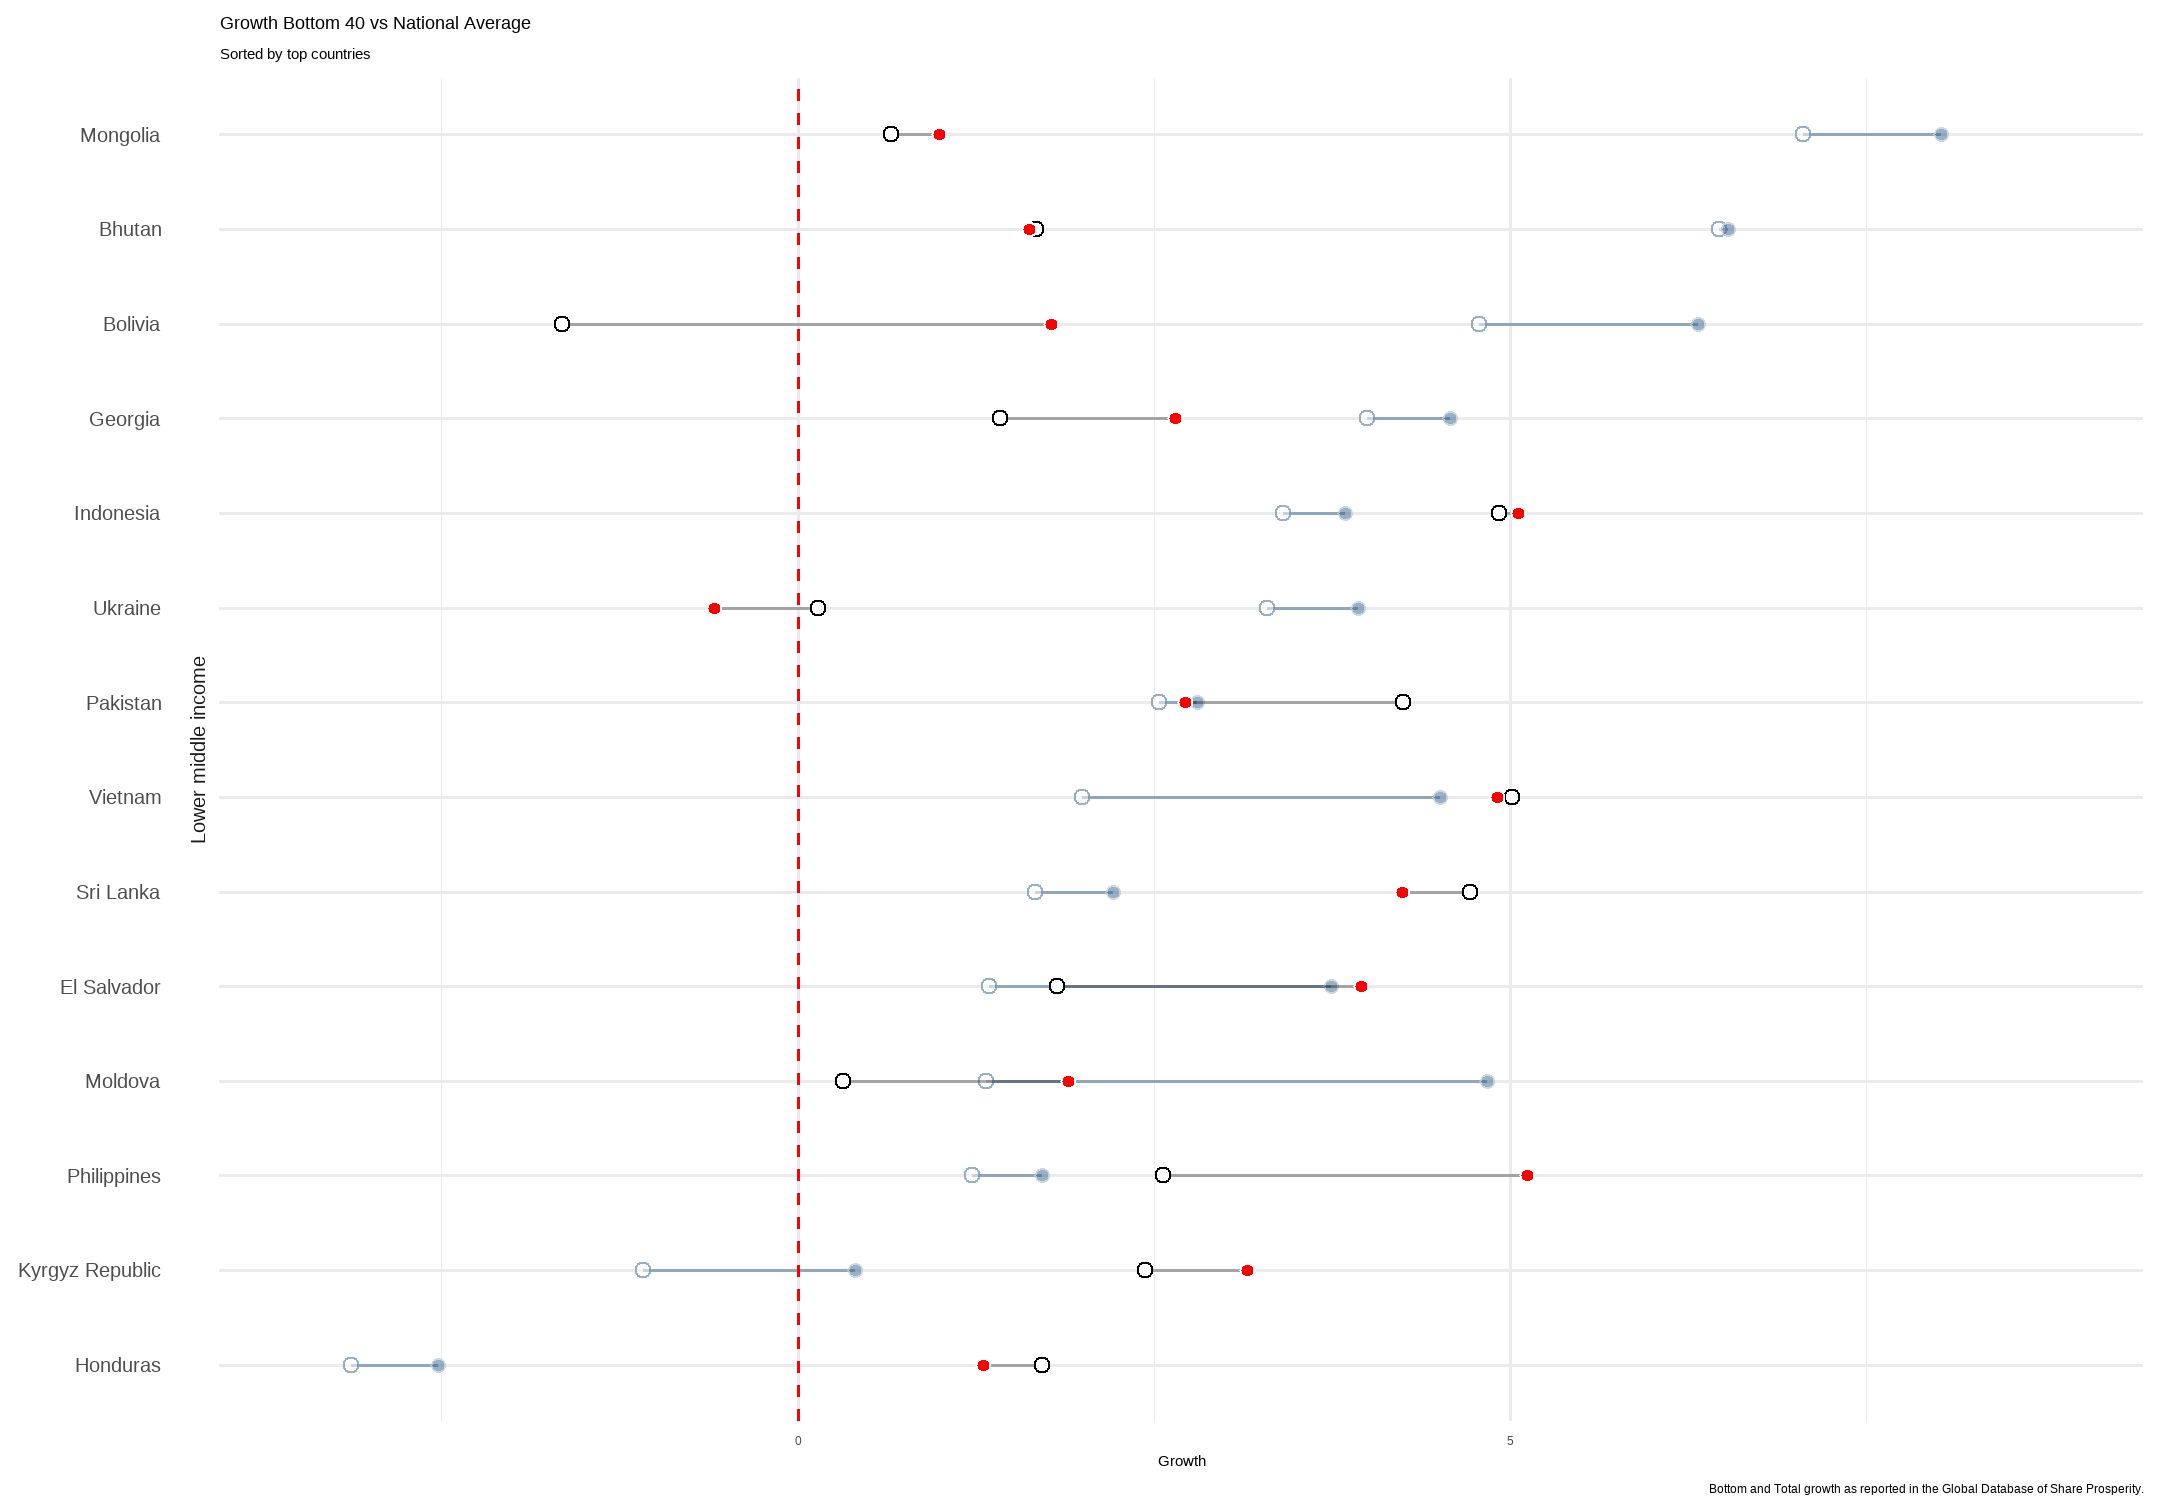 Growth Bottom 40 vs National Average
Sorted by top countries
Mongolia
Bhutan
Bolivia
Georgia
Indonesia
Ukraine
Pakistan
Vietnam
Sri Lanka
El Salvador
Moldova
Philippines
Kyrgyz Republic
Honduras
Lower middle income
0
5
Growth
Bottom and Total growth as reported in the Global Database of Share Prosperity.